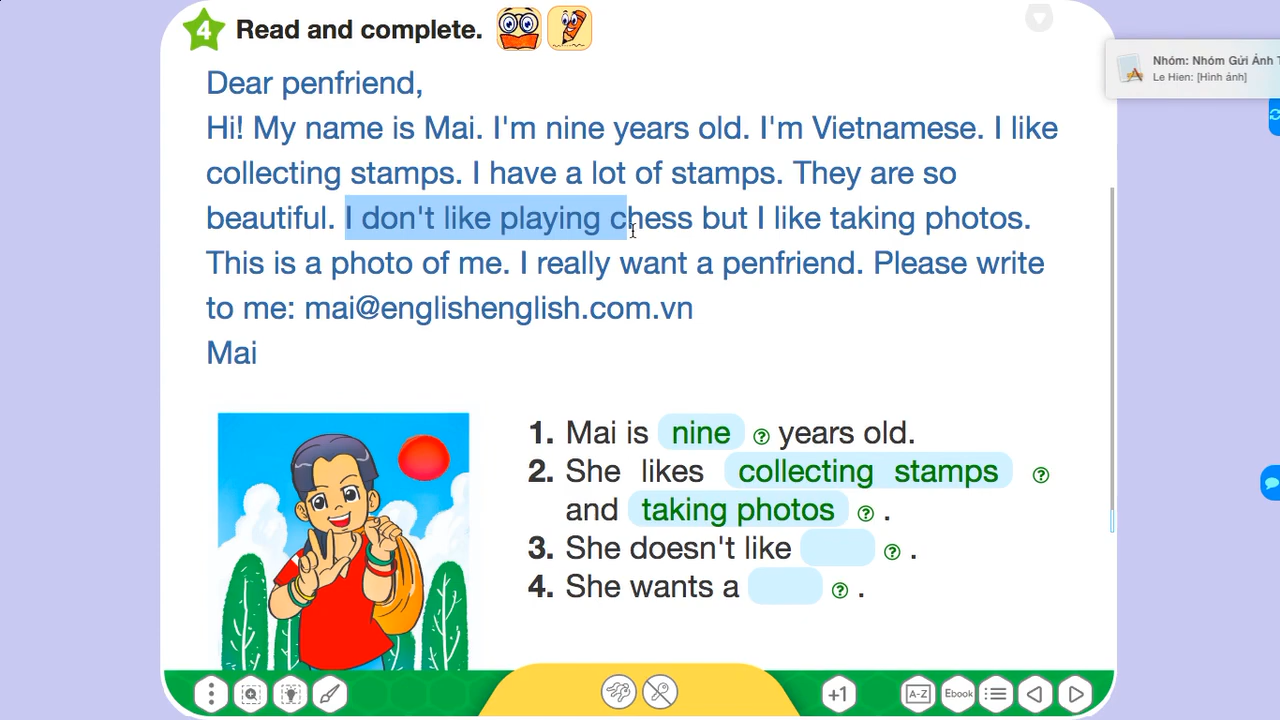 4 Read and complete.
Nhóm: Nhóm Gửi Ảnh T
Le Hien: [Hình ảnh]
Dear penfriend,
Hi! My name is Mai. I'm nine years old. I'm Vietnamese. I like
collecting stamps. I have a lot of stamps. They are so
beautiful. I don't like playing chess but I like taking photos.
This is a photo of me. I really want a penfriend. Please write
to me: mai@englishenglish.com.vn
Mai
1. Mai is nine ? years old.
2. She likes collecting stamps ?
and taking photos ? .
3. She doesn't like ? .
4. She wants a ? .
+1 A-Z Ebook